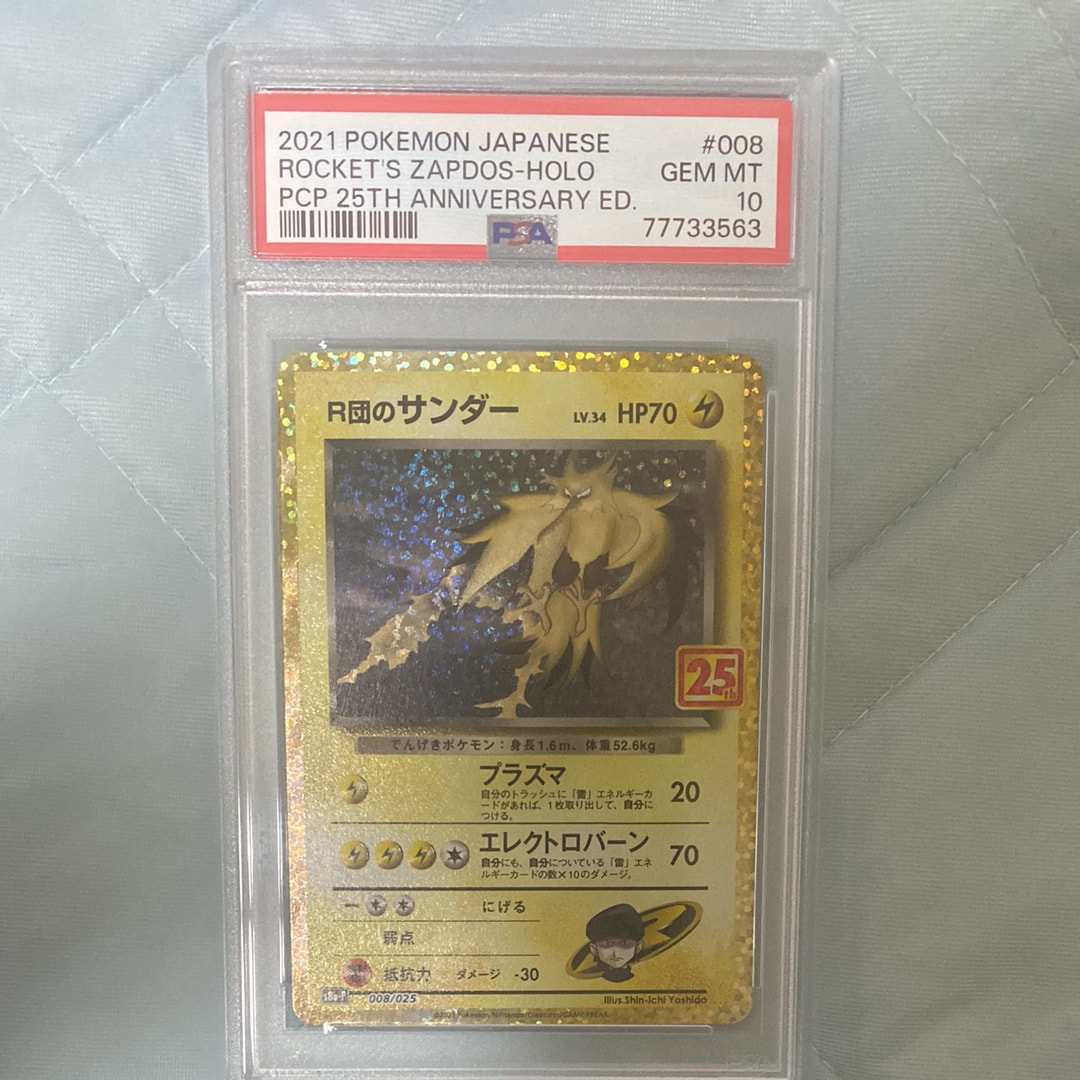 2021 POKEMON JAPANESE #008
ROCKET'S ZAPDOS-HOLO GEM MT
PCP 25TH ANNIVERSARY ED. 10
PSA 77733563
R団のサンダー LV.34 HP70
25th
でんげきポケモン：身長1.6m、体重52.6kg
プラズマ 20
自分のトラッシュに「雷」エネルギーカ
ードがあれば、1枚取り出して、自分に
つける。
エレクトロバーン 70
自分にも、自分についている「雷」エネ
ルギーカードの数×10のダメージ。
にげる
弱点
抵抗力 ダメージ -30
008/025 Illus.Shin-ichi Yoshida
©2021 Pokémon/Nintendo/Creatures/GAME FREAK.